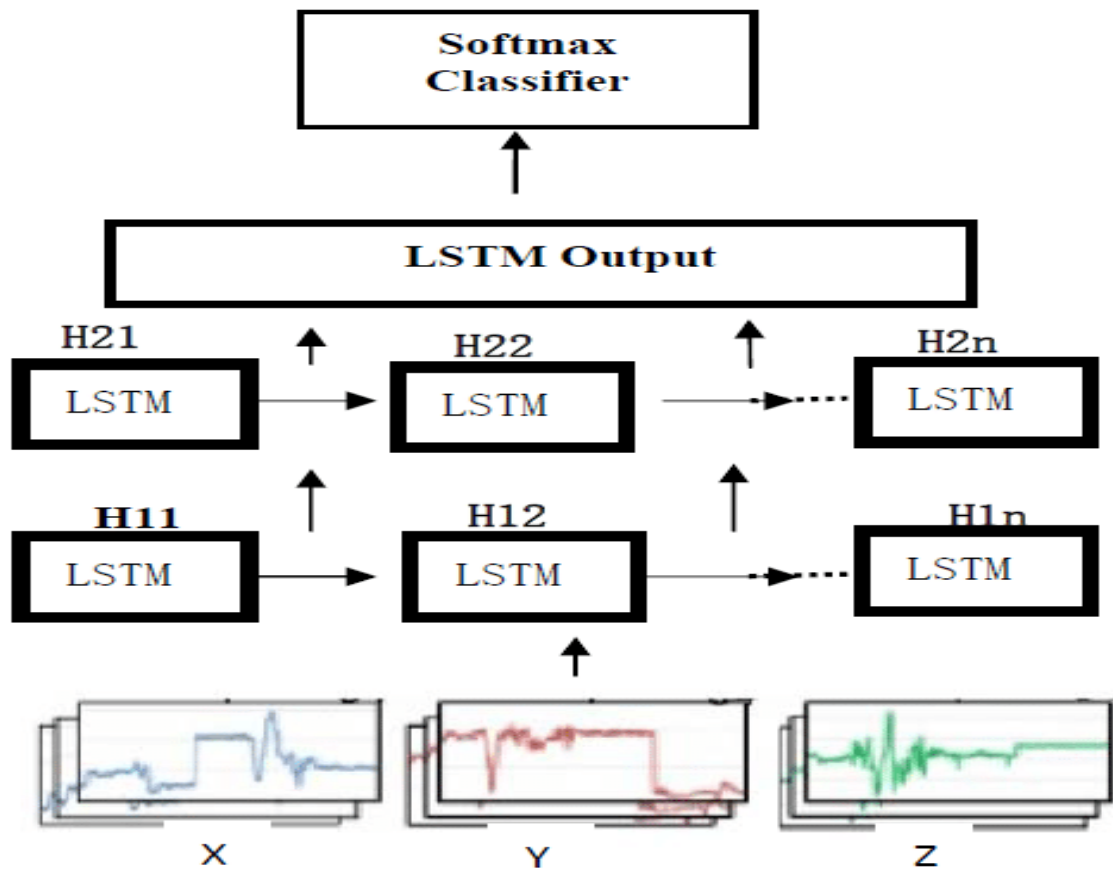 Softmax
Classifier
LSTM Output
H21
H22
H2n
LSTM
LSTM
LSTM
H11
H12
H1n
LSTM
LSTM
LSTM
X
Y
Z